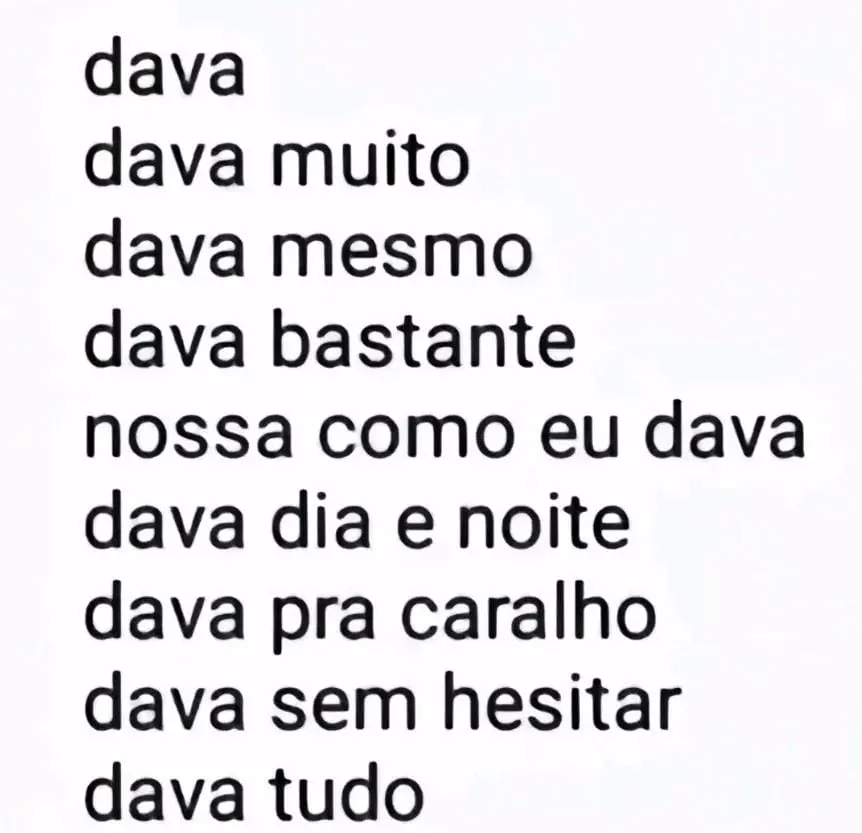 dava
dava muito
dava mesmo
dava bastante
nossa como eu dava
dava dia e noite
dava pra caralho
dava sem hesitar
dava tudo